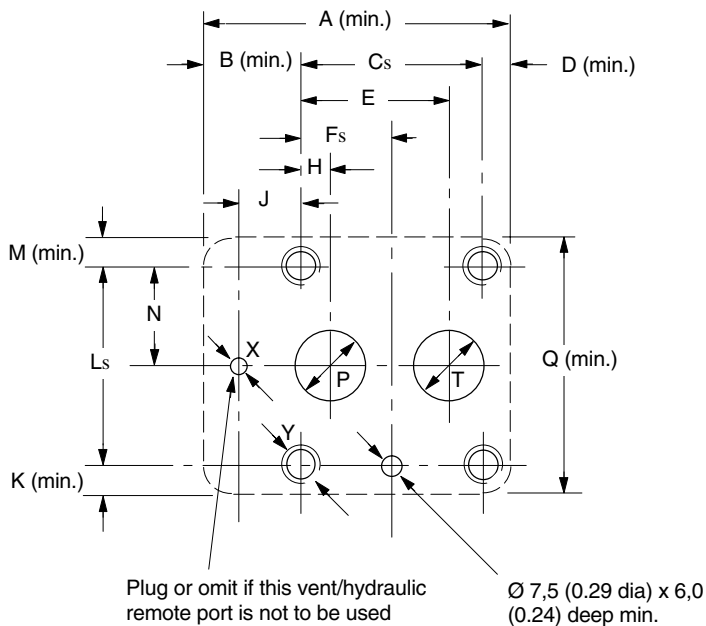 A (min.)
B (min.)
Cs
D (min.)
E
Fs
H
J
M (min.)
N
X
Ls
P
T
Q (min.)
Y
K (min.)
Plug or omit if this vent/hydraulic
remote port is not to be used
Ø 7,5 (0.29 dia) x 6,0
(0.24) deep min.